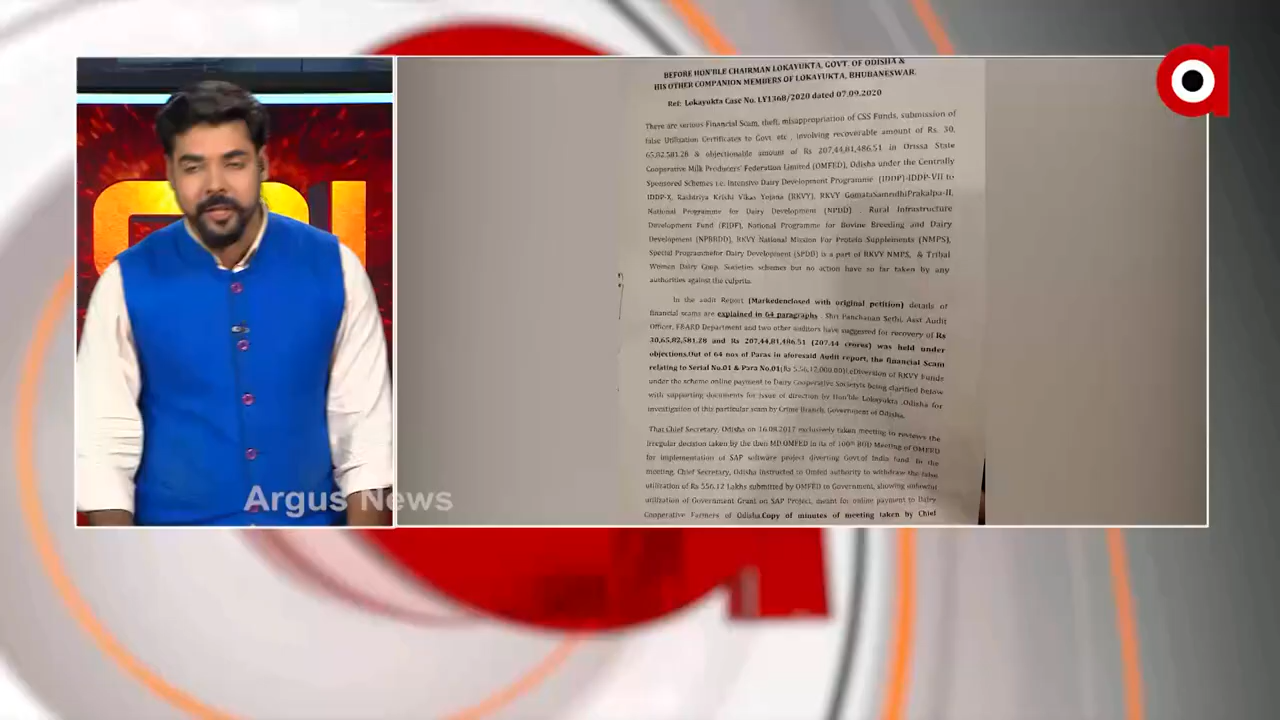 BEFORE HON'BLE CHAIRMAN LOKAYUKTA, GOVT. OF ODISHA &
HIS OTHER COMPANION MEMBERS OF LOKAYUKTA, BHUBANESWAR.
Ref: Lokayukta Case No. LY1368/2020 dated 07.09.2020
There are various Financial Scam, theft, misappropriation of CSS Funds, submission of
false Utilisation Certificates to Govt etc , involving recoverable amount of Rs. 30,
65,82,581.28 & objectionable amount of Rs 207,44,81,486.51 in Orissa State
Cooperative Milk Producers' Federation Limited (OMFED), Odisha under the Centrally
Sponsored Schemes i.e. Intensive Dairy Development Programme (IDDP)-IDDP-VII to
IDDP-X, Rashtriya Krishi Vikas Yojana (RKVY), RKVY GomataSamrudhiPrakalpa-II,
National Programme for Dairy Development (NPDD) . Rural Infrastructure
Development Fund (RIDF), National Programme for Bovine Breeding and Dairy
Development (NPBBDD), RKVY National Mission For Protein Supplements (NMPS),
Special Programmefor Dairy Development (SPDD) is a part of RKVY NMPS, & Tribal
Women Dairy Coop. Societies schemes but no action have so far taken by any
authorities against the culprits.
In the audit Report (Markedenclosed with original petition) details of
financial scams are explained in 64 paragraphs . Shri Panchanan Sethi, Asst Audit
Officer, F&ARD Department and two other auditors have suggested for recovery of Rs
30,65,82,581.28 and Rs 207,44,81,486.51 (207.44 crores) was held under
objections.Out of 64 nos of Paras in aforesaid Audit report, the financial Scam
relating to Serial No.01 & Para No.01(Rs 5,56,12,000.00)i.eDiversion of RKVY Funds
under the scheme online payment to Dairy Cooperative Societyis being clarified below
with supporting documents for issue of direction by Hon'ble Lokayukta ,Odisha for
investigation of this particular scam by Crime Branch, Government of Odisha.
That Chief Secretary, Odisha on 16.08.2017 exclusively taken meeting in reviews the
irregular decision taken by the then MD.OMFED in its of 100th BOD Meeting of OMFED
for implementation of SAP software project diverting Govt.of India fund. In the
meeting, Chief Secretary, Odisha instructed to Omfed authority to withdraw the false
utilization of Rs 556.12 Lakhs submitted by OMFED to Government, showing
utilization of Government Grant on SAP Project, meant for online payment to Dairy
Cooperative Farmers of Odisha.Copy of minutes of meeting taken by Chief
Argus News